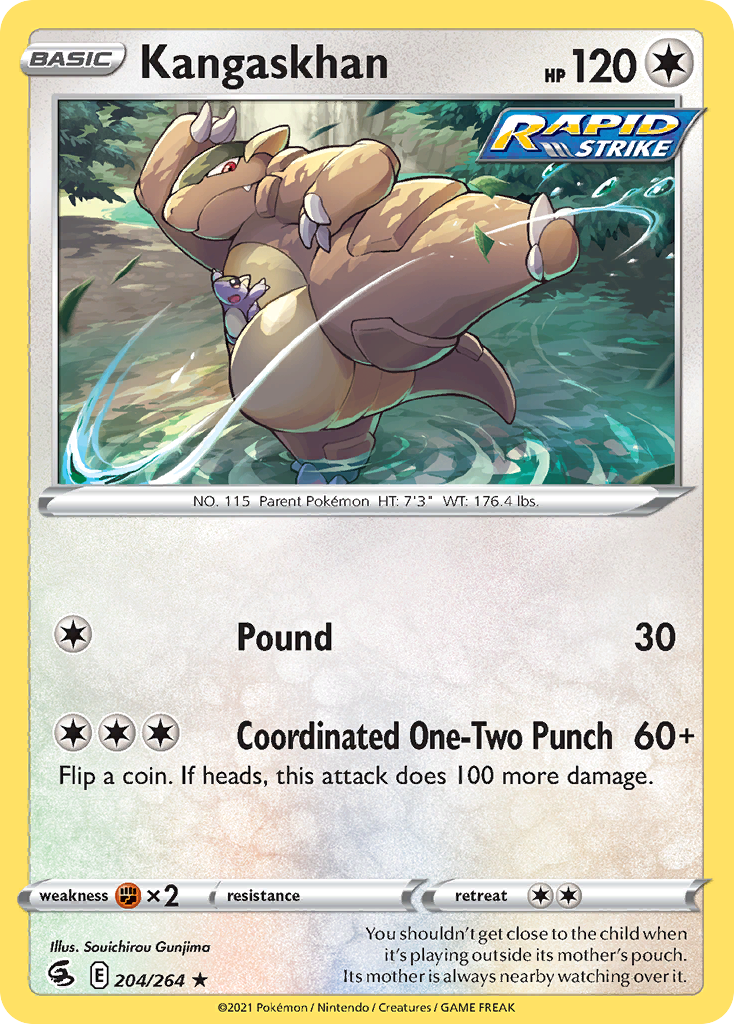 BASIC
Kangaskhan
HP 120
RAPID
STRIKE
NO. 115 Parent Pokémon HT: 7'3" WT: 176.4 lbs.
Pound 30
Coordinated One-Two Punch 60+
Flip a coin. If heads, this attack does 100 more damage.
weakness ×2 resistance retreat
Illus. Souichirou Gunjima
E 204/264 ★
You shouldn't get close to the child when
it's playing outside its mother's pouch.
Its mother is always nearby watching over it.
©2021 Pokémon / Nintendo / Creatures / GAME FREAK